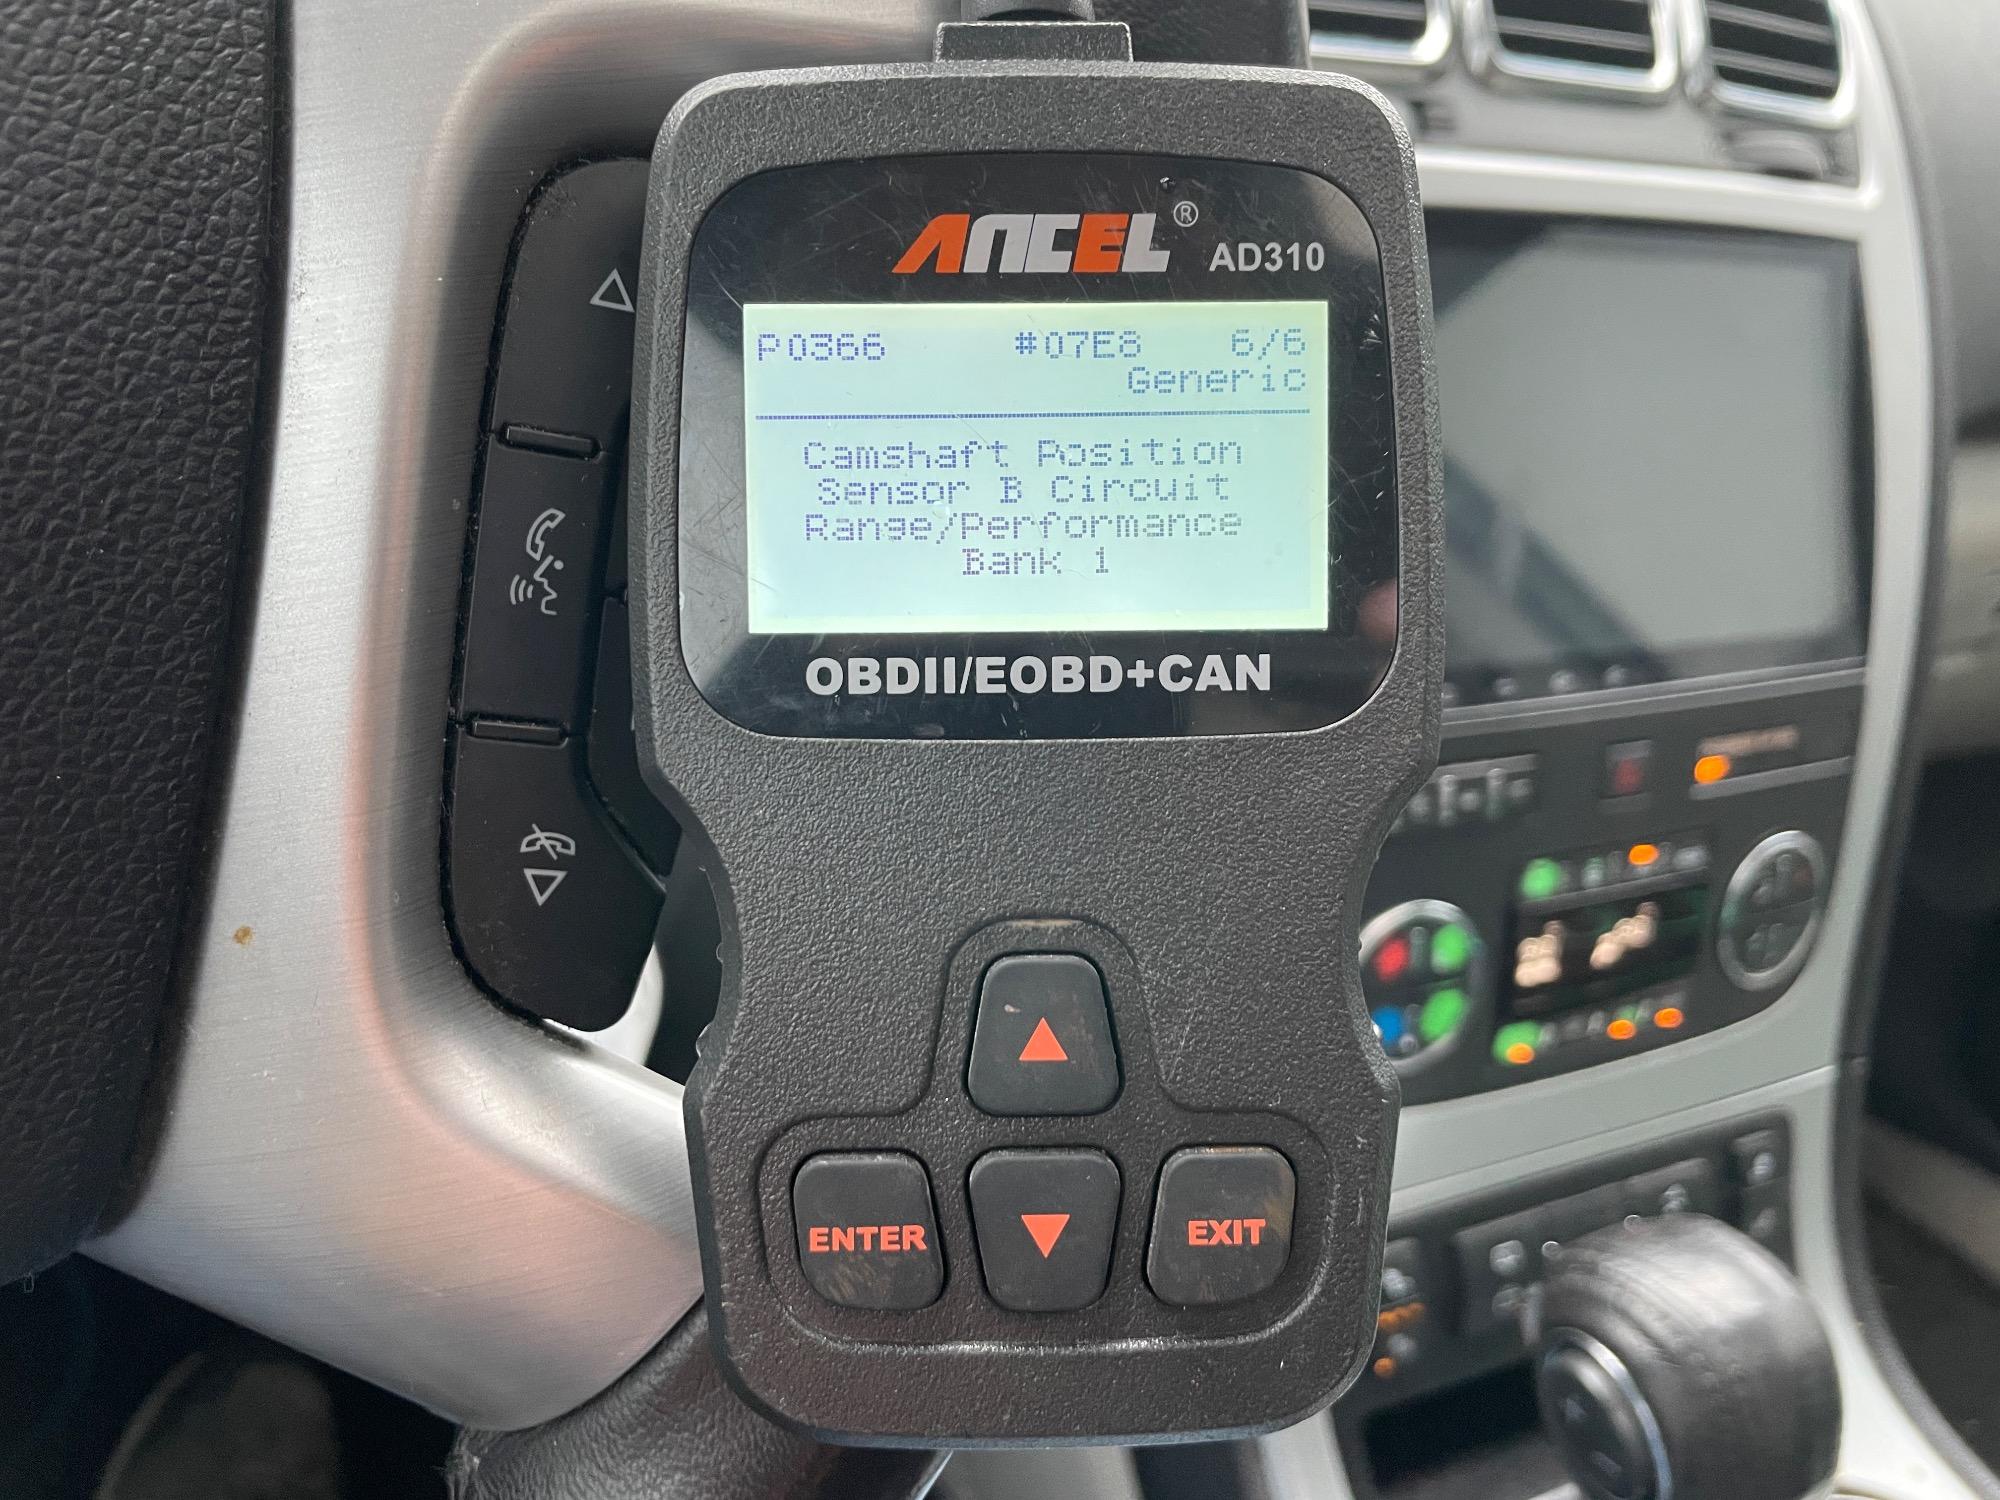 ANCEL®
AD310
P0366 #07E8 6/6
Generic
Camshaft Position
Sensor B Circuit
Range/Performance
Bank 1
OBDII/EOBD+CAN
ENTER
EXIT